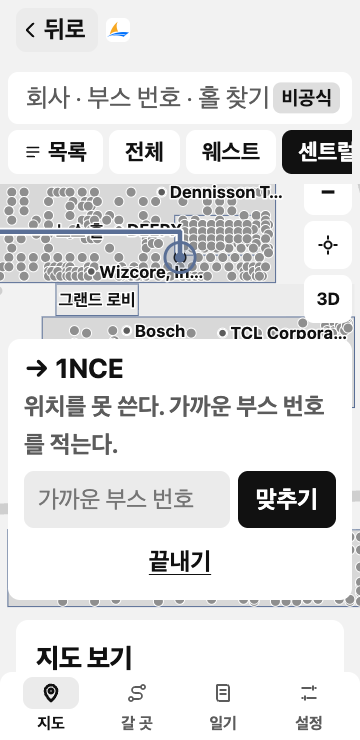 뒤로
회사 · 부스 번호 · 홀 찾기
비공식
목록
전체
웨스트
센트럴
Dennisson T...
Wizcore, In...
3D
그랜드 로비
Bosch
TCL Corpora...
→ 1NCE
위치를 못 쓴다. 가까운 부스 번호
를 적는다.
가까운 부스 번호
맞추기
끝내기
지도 보기
지도
갈 곳
일기
설정